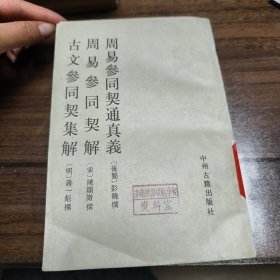 周易參同契通真義
〔後蜀〕彭曉撰
周易參同契解
〔宋〕陳顯微撰
古文參同契集解
〔明〕蔣一彪撰
中州古籍出版社
資料室